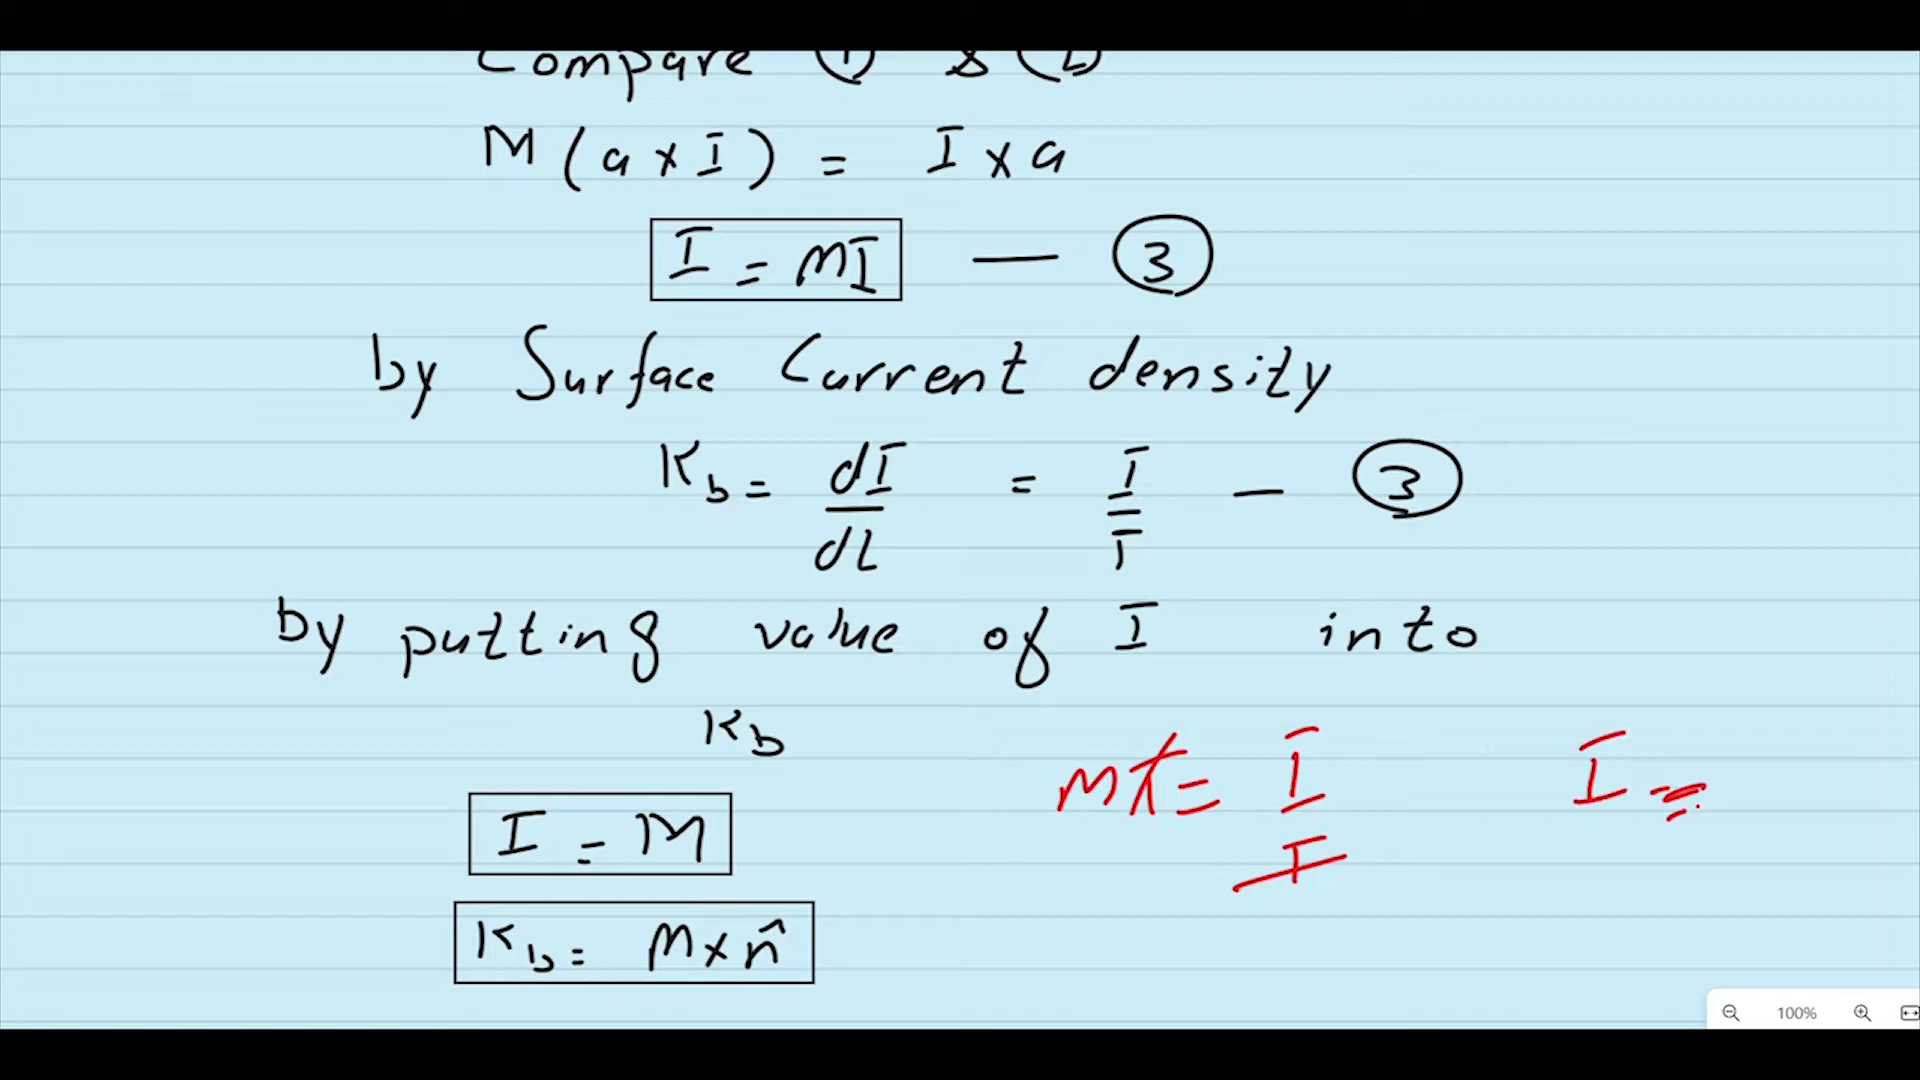 Compare ① & ②
M(a×I) = I×a
I = MI — ③
by Surface Current density
K_b = dI/dL = I/I — ③
by putting value of I into
K_b
MI = I/I I =
I = M
K_b = M×n̂
100%